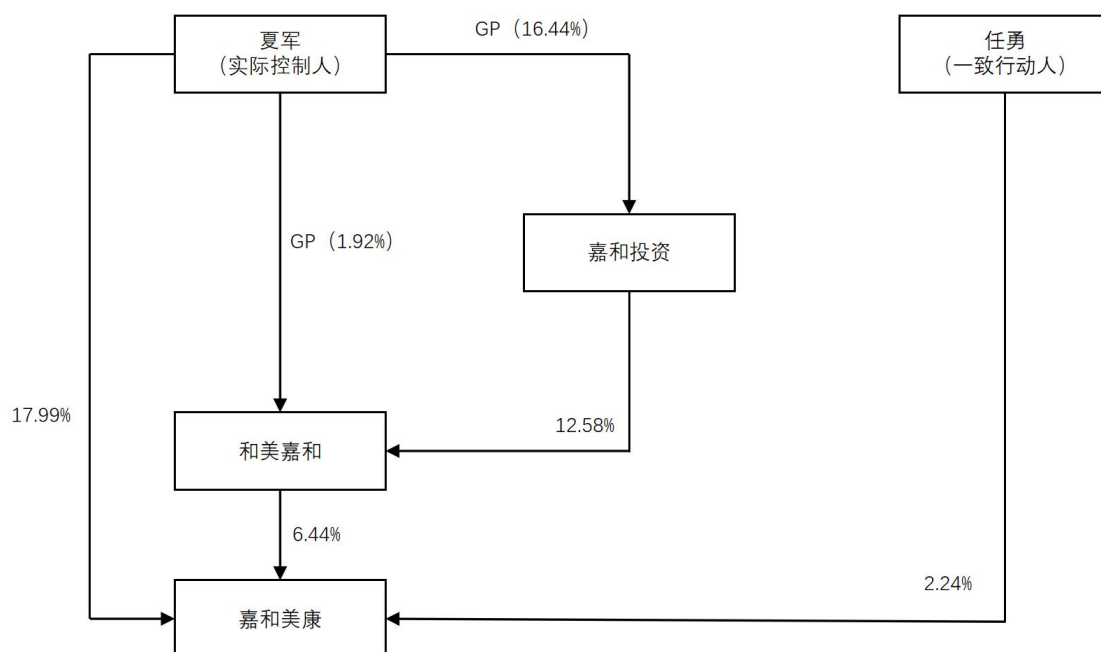 夏军
（实际控制人）
GP（16.44%）
任勇
（一致行动人）
GP（1.92%）
嘉和投资
17.99%
12.58%
和美嘉和
6.44%
2.24%
嘉和美康